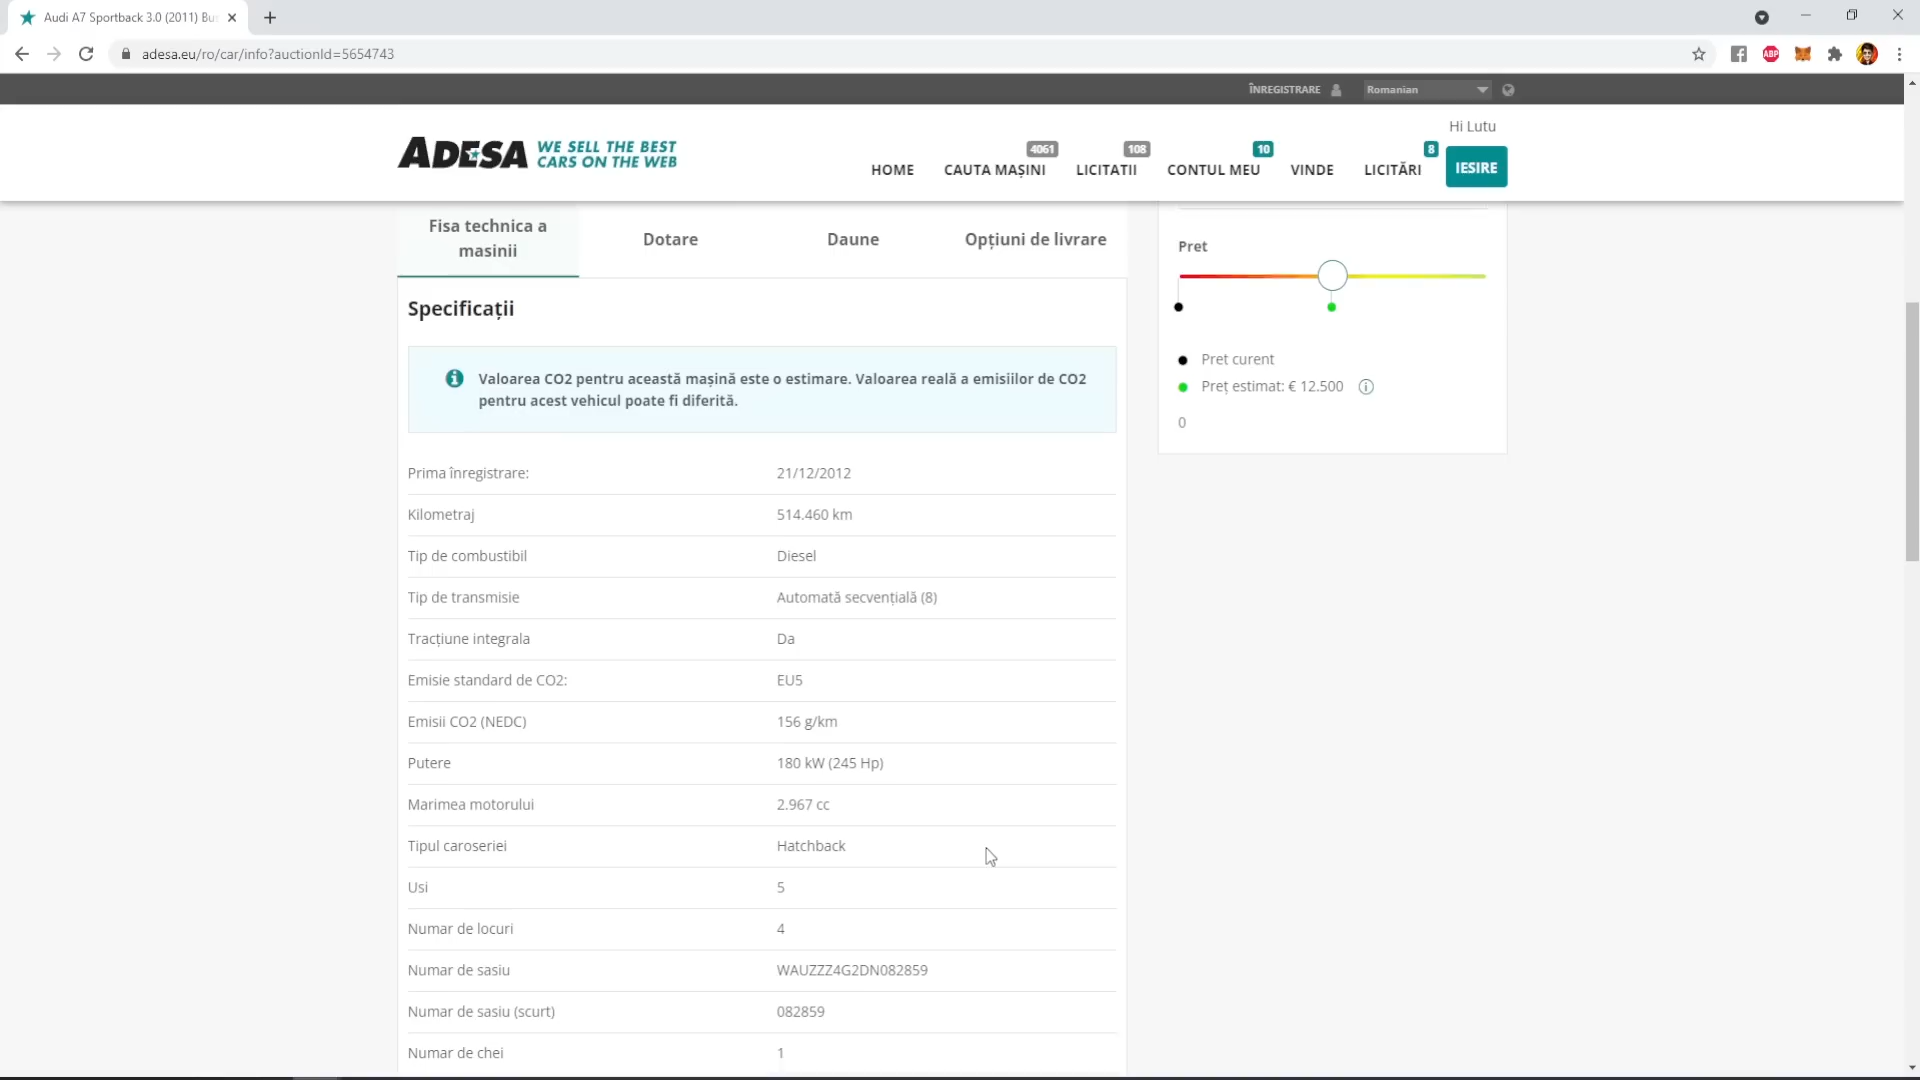 Audi A7 Sportback 3.0 (2011) Bu
adesa.eu/ro/car/info?auctionId=5654743
ABP
ÎNREGISTRARE
Romanian
Hi Lutu
ADESA
WE SELL THE BEST
CARS ON THE WEB
HOME
4061
CAUTA MAȘINI
108
LICITATII
10
CONTUL MEU
VINDE
8
LICITĂRI
IESIRE
Fisa technica a
masinii
Dotare
Daune
Opțiuni de livrare
Specificații
Valoarea CO2 pentru această mașină este o estimare. Valoarea reală a emisiilor de CO2
pentru acest vehicul poate fi diferită.
Prima înregistrare: 21/12/2012
Kilometraj 514.460 km
Tip de combustibil Diesel
Tip de transmisie Automată secvențială (8)
Tracțiune integrala Da
Emisie standard de CO2: EU5
Emisii CO2 (NEDC) 156 g/km
Putere 180 kW (245 Hp)
Marimea motorului 2.967 cc
Tipul caroseriei Hatchback
Usi 5
Numar de locuri 4
Numar de sasiu WAUZZZ4G2DN082859
Numar de sasiu (scurt) 082859
Numar de chei 1
Pret
Pret curent
Preț estimat: € 12.500
0